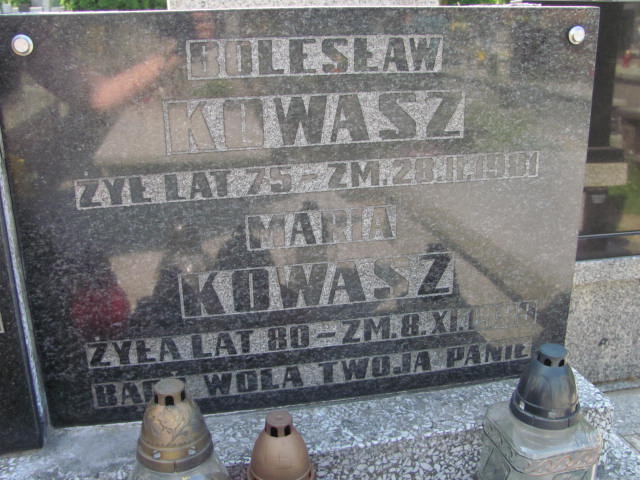 BOLESŁAW
KOWASZ
ŻYŁ LAT 75 - ZM. 28.II.1981
MARIA
KOWASZ
ŻYŁA LAT 80 - ZM. 8.XI.
WOLA TWOJA PANIE